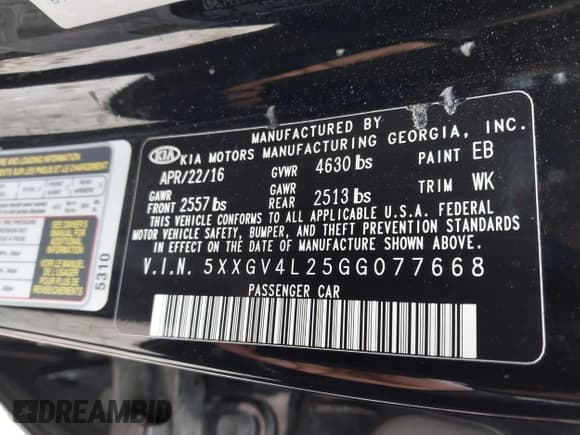 MANUFACTURED BY
KIA KIA MOTORS MANUFACTURING GEORGIA, INC.
APR/22/16 GVWR 4630 lbs PAINT EB
GAWR FRONT 2557 lbs GAWR REAR 2513 lbs TRIM WK
THIS VEHICLE CONFORMS TO ALL APPLICABLE U.S.A. FEDERAL
MOTOR VEHICLE SAFETY, BUMPER, AND THEFT PREVENTION STANDARDS
IN EFFECT ON THE DATE OF MANUFACTURE SHOWN ABOVE.
V.I.N. 5XXGV4L25GG077668
PASSENGER CAR
5310
DREAMBID